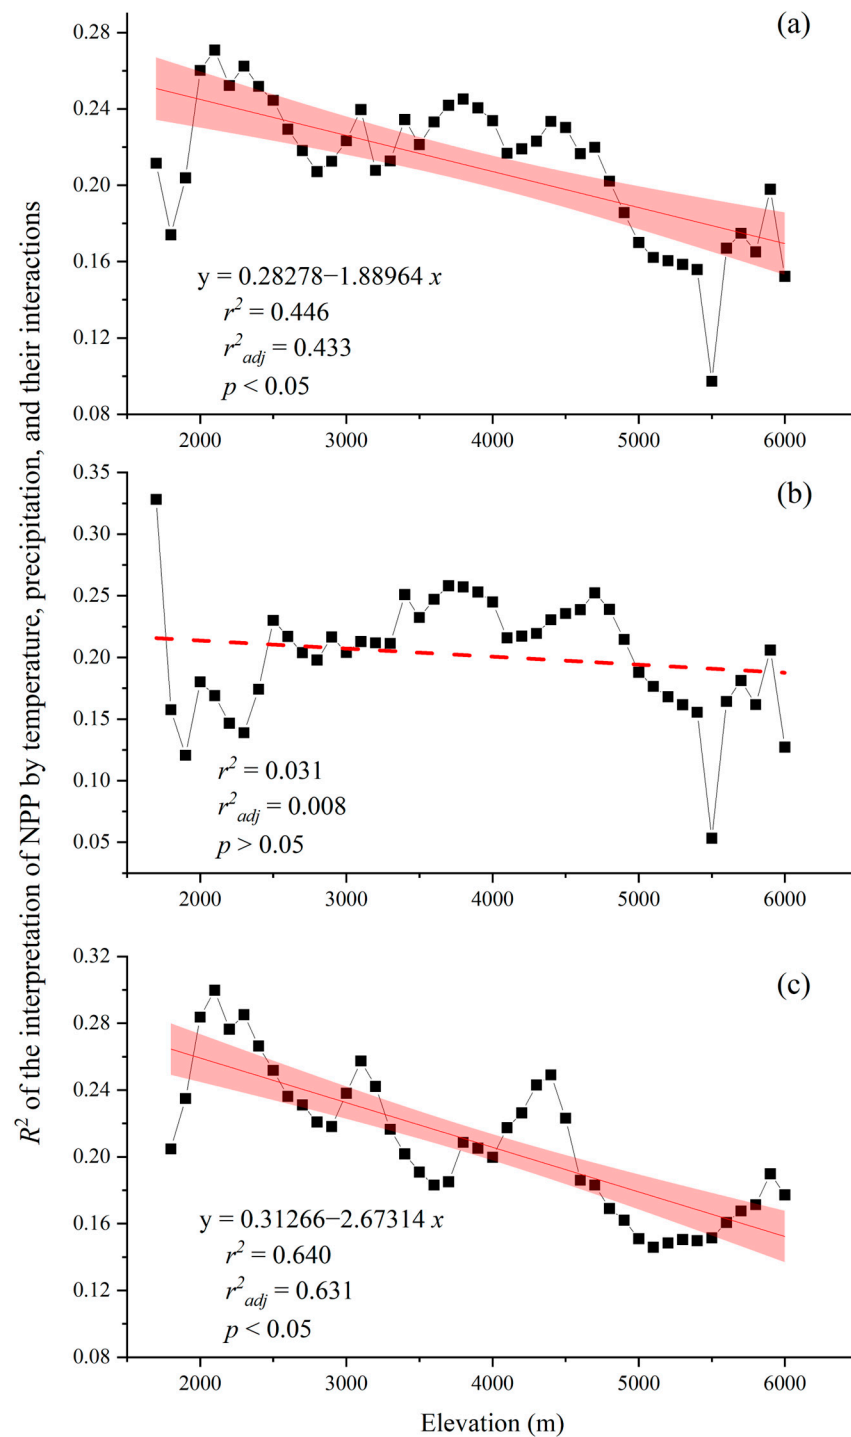 R² of the interpretation of NPP by temperature, precipitation, and their interactions
(a)
0.28
0.24
0.20
0.16
0.12
0.08
y = 0.28278−1.88964 x
r² = 0.446
r²adj = 0.433
p < 0.05
2000 3000 4000 5000 6000
(b)
0.35
0.30
0.25
0.20
0.15
0.10
0.05
r² = 0.031
r²adj = 0.008
p > 0.05
2000 3000 4000 5000 6000
(c)
0.32
0.28
0.24
0.20
0.16
0.12
0.08
y = 0.31266−2.67314 x
r² = 0.640
r²adj = 0.631
p < 0.05
2000 3000 4000 5000 6000
Elevation (m)